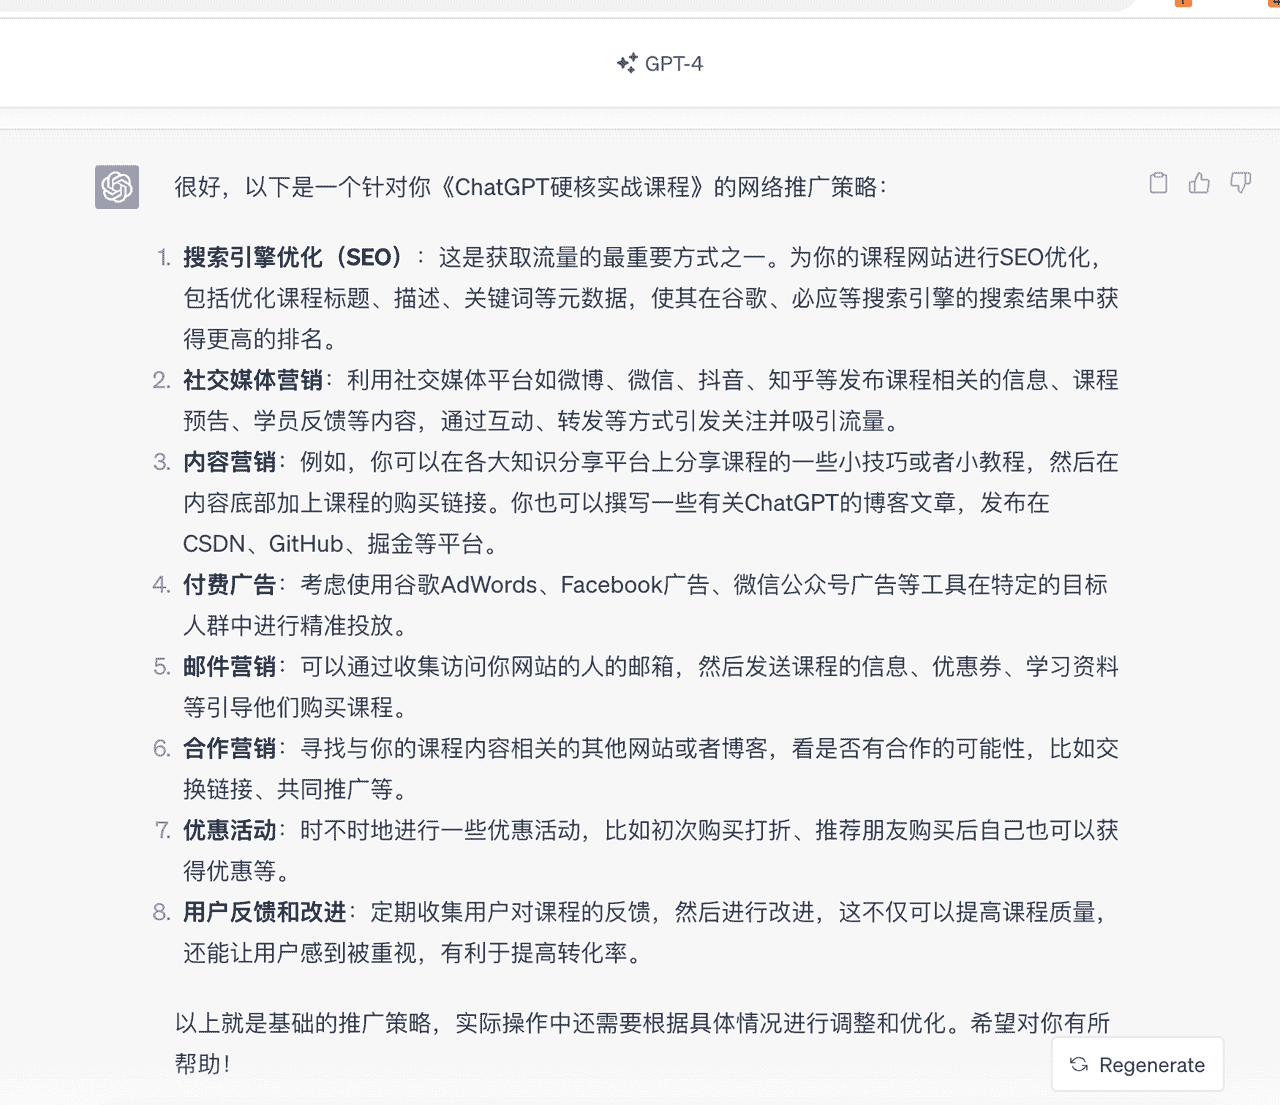 GPT-4
很好，以下是一个针对你《ChatGPT硬核实战课程》的网络推广策略：
1. 搜索引擎优化（SEO）：这是获取流量的最重要方式之一。为你的课程网站进行SEO优化，
包括优化课程标题、描述、关键词等元数据，使其在谷歌、必应等搜索引擎的搜索结果中获
得更高的排名。
2. 社交媒体营销：利用社交媒体平台如微博、微信、抖音、知乎等发布课程相关的信息、课程
预告、学员反馈等内容，通过互动、转发等方式引发关注并吸引流量。
3. 内容营销：例如，你可以在各大知识分享平台上分享课程的一些小技巧或者小教程，然后在
内容底部加上课程的购买链接。你也可以撰写一些有关ChatGPT的博客文章，发布在
CSDN、GitHub、掘金等平台。
4. 付费广告：考虑使用谷歌AdWords、Facebook广告、微信公众号广告等工具在特定的目标
人群中进行精准投放。
5. 邮件营销：可以通过收集访问你网站的人的邮箱，然后发送课程的信息、优惠券、学习资料
等引导他们购买课程。
6. 合作营销：寻找与你的课程内容相关的其他网站或者博客，看是否有合作的可能性，比如交
换链接、共同推广等。
7. 优惠活动：时不时地进行一些优惠活动，比如初次购买打折、推荐朋友购买后自己也可以获
得优惠等。
8. 用户反馈和改进：定期收集用户对课程的反馈，然后进行改进，这不仅可以提高课程质量，
还能让用户感到被重视，有利于提高转化率。
以上就是基础的推广策略，实际操作中还需要根据具体情况进行调整和优化。希望对你有所
帮助！
Regenerate